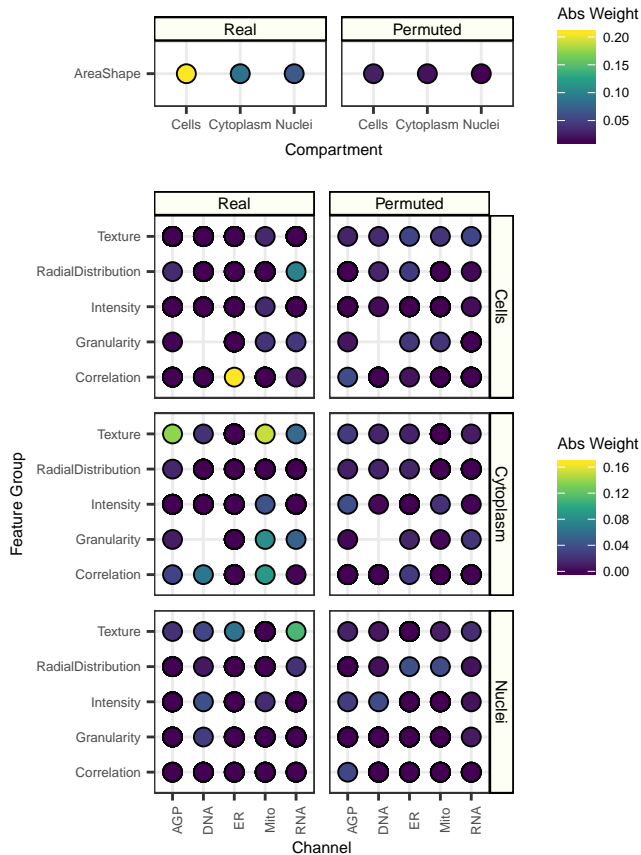 Real Permuted
AreaShape
Cells Cytoplasm Nuclei Cells Cytoplasm Nuclei
Compartment
Abs Weight
0.20
0.15
0.10
0.05
Real Permuted
Texture
RadialDistribution
Intensity
Granularity
Correlation
Cells
Texture
RadialDistribution
Intensity
Granularity
Correlation
Cytoplasm
Texture
RadialDistribution
Intensity
Granularity
Correlation
Nuclei
Feature Group
AGP DNA ER Mito RNA AGP DNA ER Mito RNA
Channel
Abs Weight
0.16
0.12
0.08
0.04
0.00